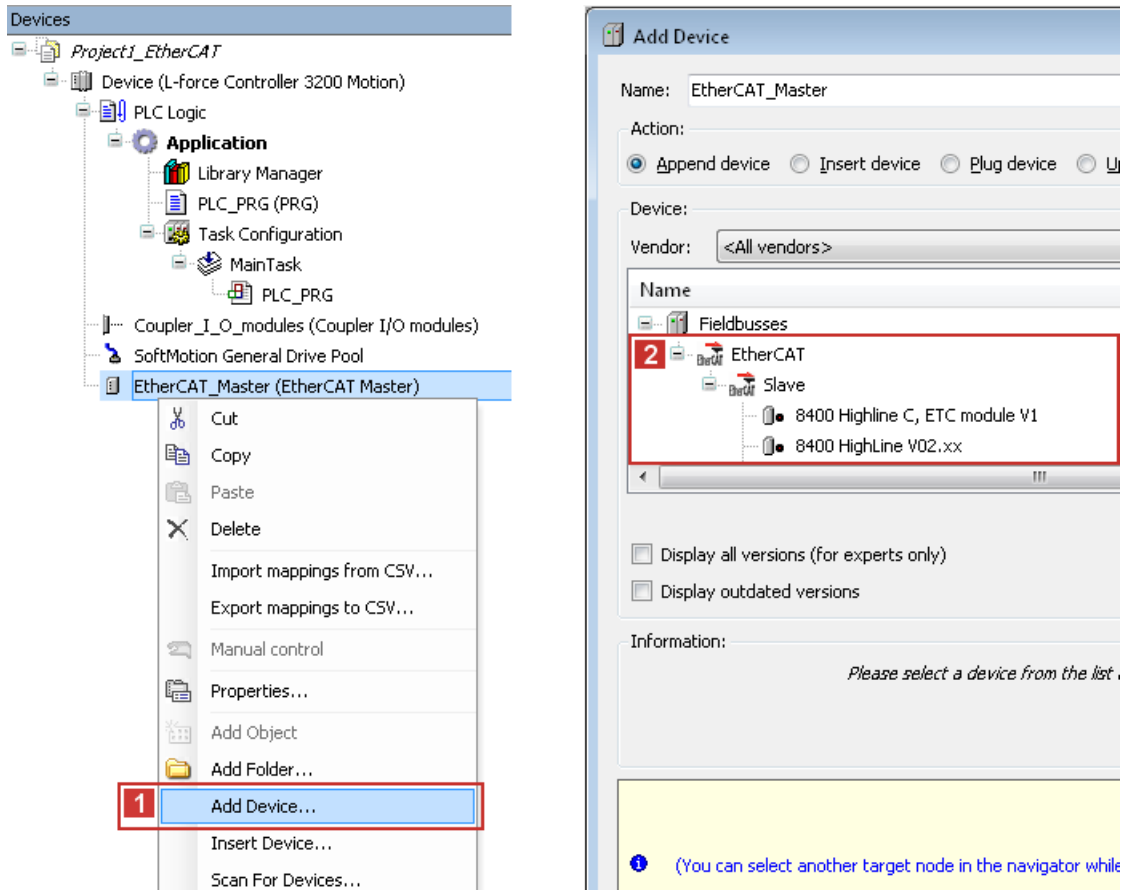 Devices
Project1_EtherCAT
Device (L-force Controller 3200 Motion)
PLC Logic
Application
Library Manager
PLC_PRG (PRG)
Task Configuration
MainTask
PLC_PRG
Coupler_I_O_modules (Coupler I/O modules)
SoftMotion General Drive Pool
EtherCAT_Master (EtherCAT Master)
Cut
Copy
Paste
Delete
Import mappings from CSV...
Export mappings to CSV...
Manual control
Properties...
Add Object
Add Folder...
1 Add Device...
Insert Device...
Scan For Devices...
Add Device
Name: EtherCAT_Master
Action:
Append device Insert device Plug device U
Device:
Vendor: <All vendors>
Name
Fieldbusses
2 EtherCAT EtherCAT
EtherCAT Slave
8400 Highline C, ETC module V1
8400 HighLine V02.xx
Display all versions (for experts only)
Display outdated versions
Information:
Please select a device from the list
(You can select another target node in the navigator while